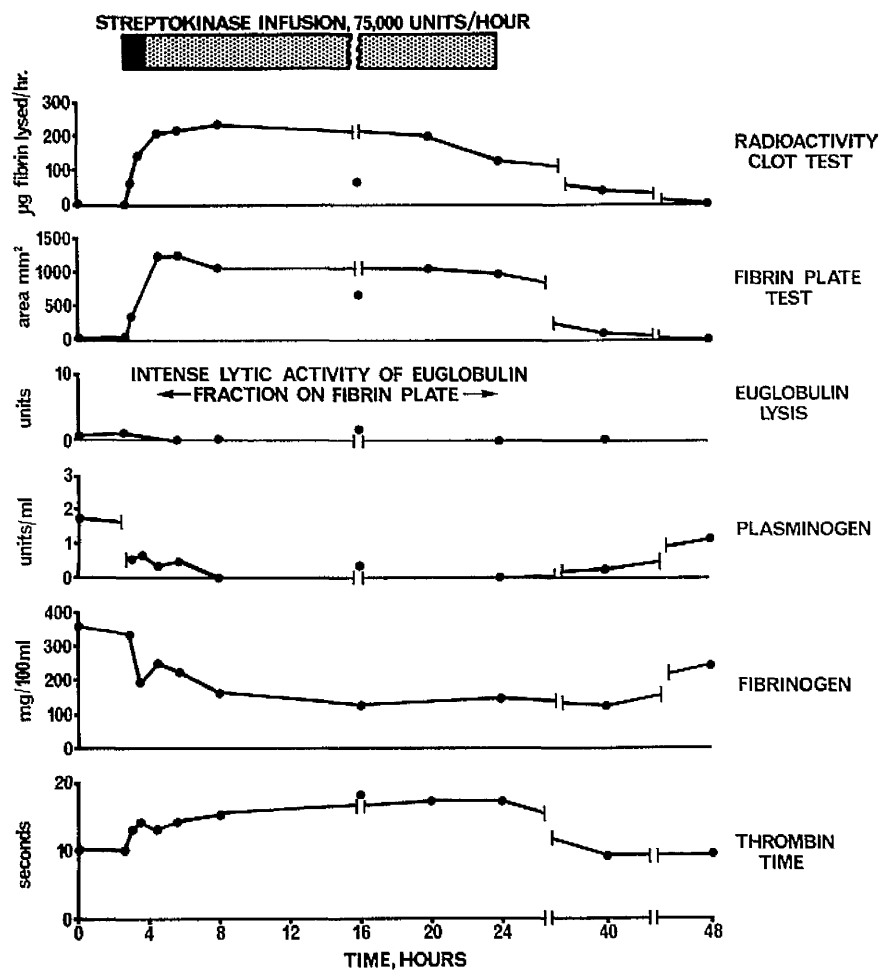 STREPTOKINASE INFUSION, 75,000 UNITS/HOUR
µg fibrin lysed/hr.
300
200
100
0
RADIOACTIVITY
CLOT TEST
area mm²
1500
1000
500
0
FIBRIN PLATE
TEST
units
10
0
INTENSE LYTIC ACTIVITY OF EUGLOBULIN
FRACTION ON FIBRIN PLATE
EUGLOBULIN
LYSIS
units/ml
3
2
1
0
PLASMINOGEN
mg/100ml
400
300
200
100
0
FIBRINOGEN
seconds
20
10
0
THROMBIN
TIME
4 8 12 16 20 24 40 48
TIME, HOURS